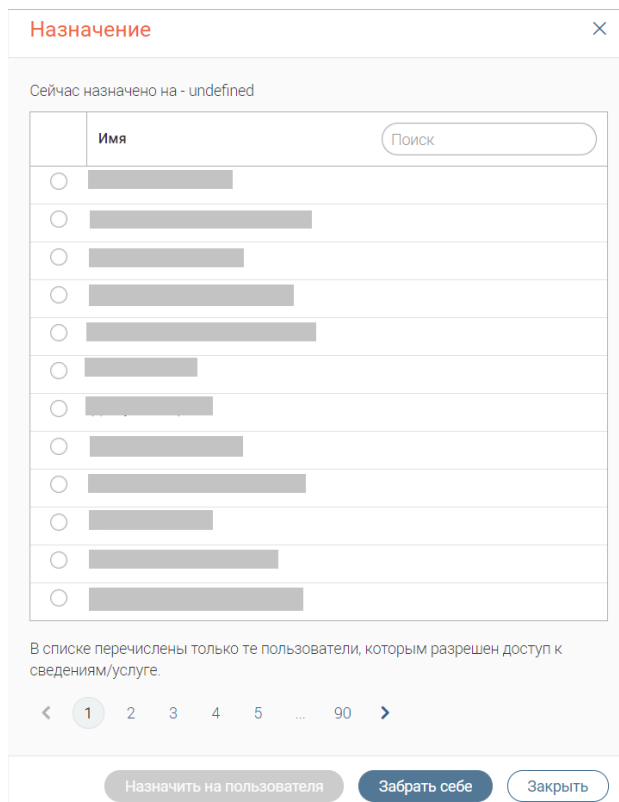 Назначение
Сейчас назначено на - undefined
Имя
Поиск
В списке перечислены только те пользователи, которым разрешен доступ к
сведениям/услуге.
1 2 3 4 5 ... 90
Назначить на пользователя Забрать себе Закрыть